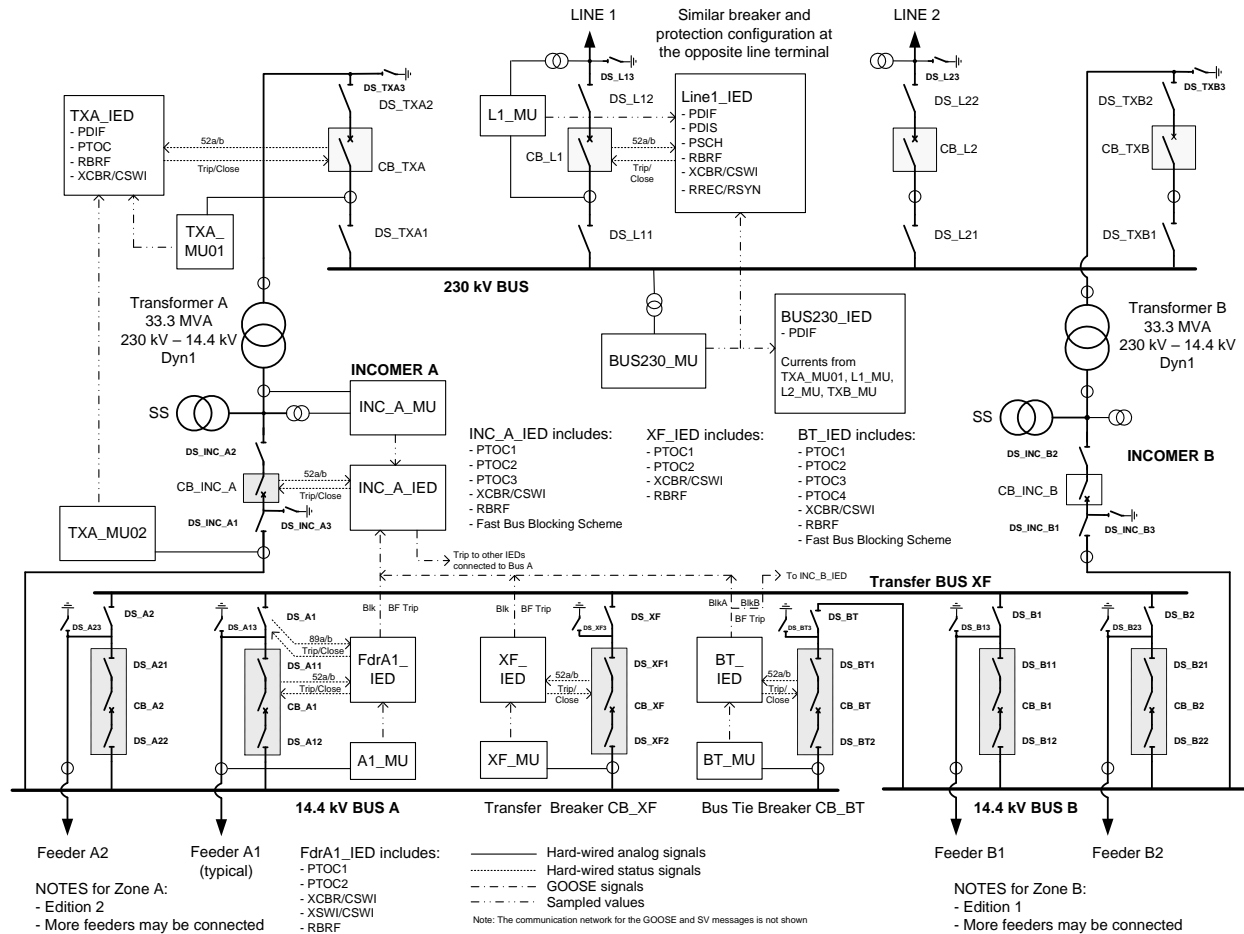 LINE 1
Similar breaker and
protection configuration at
the opposite line terminal
LINE 2
DS_TXA3
DS_TXA2
TXA_IED
- PDIF
- PTOC
- RBRF
- XCBR/CSWI
52a/b
Trip/Close
CB_TXA
TXA_
MU01
DS_TXA1
DS_L13
DS_L12
L1_MU
CB_L1
52a/b
Trip/
Close
DS_L11
Line1_IED
- PDIF
- PDIS
- PSCH
- RBRF
- XCBR/CSWI
- RREC/RSYN
DS_L23
DS_L22
CB_L2
DS_L21
DS_TXB2
DS_TXB3
CB_TXB
DS_TXB1
230 kV BUS
Transformer A
33.3 MVA
230 kV – 14.4 kV
Dyn1
BUS230_MU
BUS230_IED
- PDIF
Currents from
TXA_MU01, L1_MU,
L2_MU, TXB_MU
Transformer B
33.3 MVA
230 kV – 14.4 kV
Dyn1
INCOMER A
INC_A_MU
SS
DS_INC_A2
CB_INC_A
52a/b
Trip/Close
INC_A_IED
DS_INC_A1
DS_INC_A3
TXA_MU02
INC_A_IED includes:
- PTOC1
- PTOC2
- PTOC3
- XCBR/CSWI
- RBRF
- Fast Bus Blocking Scheme
XF_IED includes:
- PTOC1
- PTOC2
- XCBR/CSWI
- RBRF
BT_IED includes:
- PTOC1
- PTOC2
- PTOC3
- PTOC4
- XCBR/CSWI
- RBRF
- Fast Bus Blocking Scheme
SS
DS_INC_B2
INCOMER B
CB_INC_B
DS_INC_B1
DS_INC_B3
Trip to other IEDs
connected to Bus A
To INC_B_IED
Transfer BUS XF
DS_A2
DS_A23
DS_A21
CB_A2
DS_A22
DS_A1
DS_A13
89a/b
Trip/Close
DS_A11
52a/b
Trip/Close
CB_A1
DS_A12
Blk
BF Trip
FdrA1_
IED
A1_MU
Blk
BF Trip
XF_
IED
XF_MU
52a/b
Trip/
Close
DS_XF
DS_XF3
DS_XF1
CB_XF
DS_XF2
BlkA
BlkB
BF Trip
BT_
IED
BT_MU
52a/b
Trip/
Close
DS_BT
DS_BT3
DS_BT1
CB_BT
DS_BT2
DS_B1
DS_B13
DS_B11
CB_B1
DS_B12
DS_B2
DS_B23
DS_B21
CB_B2
DS_B22
14.4 kV BUS A
Transfer Breaker CB_XF
Bus Tie Breaker CB_BT
14.4 kV BUS B
Feeder A2
Feeder A1
(typical)
Feeder B1
Feeder B2
NOTES for Zone A:
- Edition 2
- More feeders may be connected
FdrA1_IED includes:
- PTOC1
- PTOC2
- XCBR/CSWI
- XSWI/CSWI
- RBRF
Hard-wired analog signals
Hard-wired status signals
GOOSE signals
Sampled values
Note: The communication network for the GOOSE and SV messages is not shown
NOTES for Zone B:
- Edition 1
- More feeders may be connected